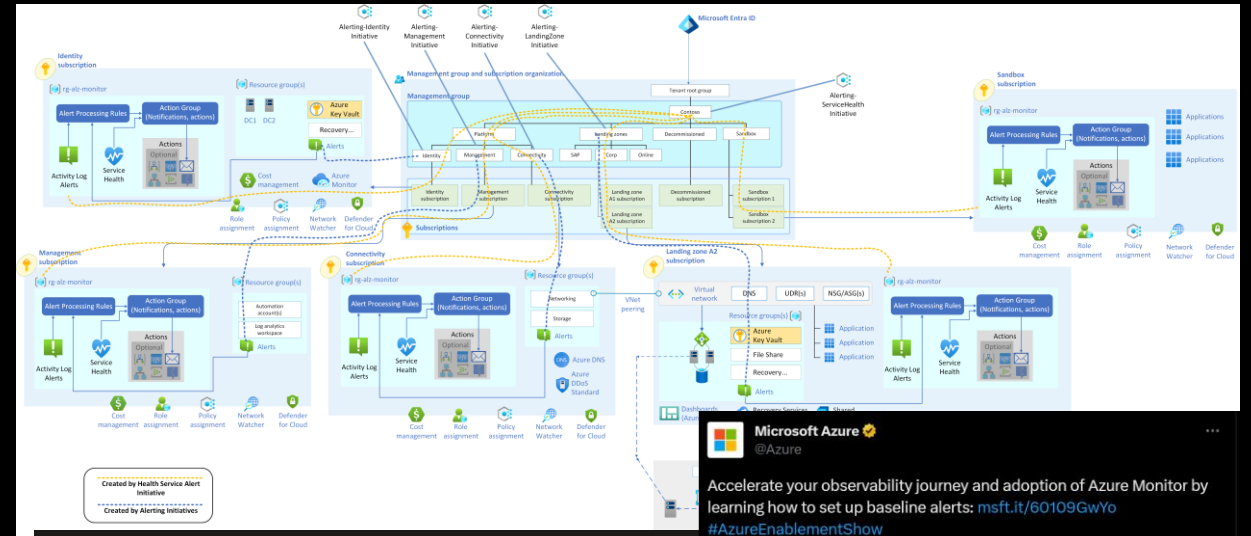 Alerting-Identity
Initiative
Alerting-
Management
Initiative
Alerting-
Connectivity
Initiative
Alerting-
LandingZone
Initiative
Microsoft Entra ID
Identity
subscription
rg-alz-monitor
Alert Processing Rules
Action Group
(Notifications, actions)
Actions
Optional
Activity Log
Alerts
Service
Health
Resource group(s)
DC1 DC2
Azure
Key Vault
Recovery...
Alerts
Cost
management
Azure
Monitor
Role
assignment
Policy
assignment
Network
Watcher
Defender
for Cloud
Management group and subscription organization
Management group
Tenant root group
Contoso
Platform
Landing zones
Decommissioned
Sandbox
Identity
Management
Connectivity
SAP
Corp
Online
Identity
subscription
Management
subscription
Connectivity
subscription
Landing zone
A1 subscription
Landing zone
A2 subscription
Decommissioned
subscription
Sandbox
subscription 1
Sandbox
subscription 2
Subscriptions
Alerting-
ServiceHealth
Initiative
Sandbox
subscription
rg-alz-monitor
Alert Processing Rules
Action Group
(Notifications, actions)
Actions
Optional
Activity Log
Alerts
Service
Health
Applications
Applications
Applications
Cost
management
Role
assignment
Policy
assignment
Network
Watcher
Defender
for Cloud
Management
subscription
rg-alz-monitor
Alert Processing Rules
Action Group
(Notifications, actions)
Actions
Optional
Activity Log
Alerts
Service
Health
Resource group(s)
Automation
account(s)
Log analytics
workspace
Alerts
Cost
management
Role
assignment
Policy
assignment
Network
Watcher
Defender
for Cloud
Connectivity
subscription
rg-alz-monitor
Alert Processing Rules
Action Group
(Notifications, actions)
Actions
Optional
Activity Log
Alerts
Service
Health
Resource group(s)
Networking
Storage
Alerts
DNS
Azure DNS
Azure
DDoS
Standard
Cost
management
Role
assignment
Policy
assignment
Network
Watcher
Defender
for Cloud
VNet
peering
Landing zone A2
subscription
Virtual
network
DNS
UDR(s)
NSG/ASG(s)
Resource groups(s)
Azure
Key Vault
File Share
Recovery...
Alerts
Application
Application
Application
Dashboards
(Azur
Recovery Services
Shared
rg-alz-monitor
Alert Processing Rules
Action Group
(Notifications, actions)
Actions
Optional
Activity Log
Alerts
Service
Health
Created by Health Service Alert
Initiative
Created by Alerting Initiatives
Microsoft Azure
@Azure
Accelerate your observability journey and adoption of Azure Monitor by
learning how to set up baseline alerts: msft.it/60109GwYo
#AzureEnablementShow